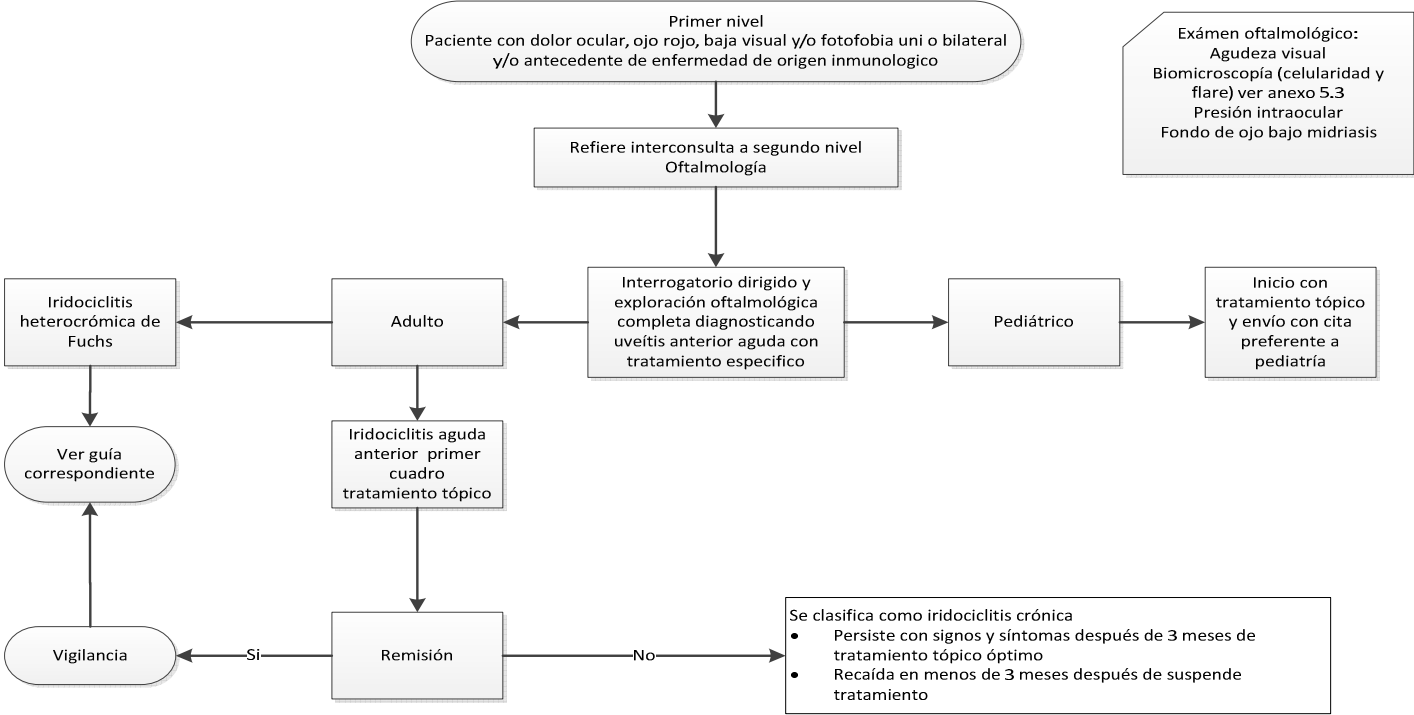 Primer nivel
Paciente con dolor ocular, ojo rojo, baja visual y/o fotofobia uni o bilateral
y/o antecedente de enfermedad de origen inmunologico
Exámen oftalmológico:
Agudeza visual
Biomicroscopía (celularidad y
flare) ver anexo 5.3
Presión intraocular
Fondo de ojo bajo midriasis
Refiere interconsulta a segundo nivel
Oftalmología
Iridociclitis
heterocrómica de
Fuchs
Adulto
Interrogatorio dirigido y
exploración oftalmológica
completa diagnosticando
uveítis anterior aguda con
tratamiento especifico
Pediátrico
Inicio con
tratamiento tópico
y envío con cita
preferente a
pediatría
Ver guía
correspondiente
Iridociclitis aguda
anterior primer
cuadro
tratamiento tópico
Vigilancia
Si
Remisión
No
Se clasifica como iridociclitis crónica
• Persiste con signos y síntomas después de 3 meses de
tratamiento tópico óptimo
• Recaída en menos de 3 meses después de suspende
tratamiento